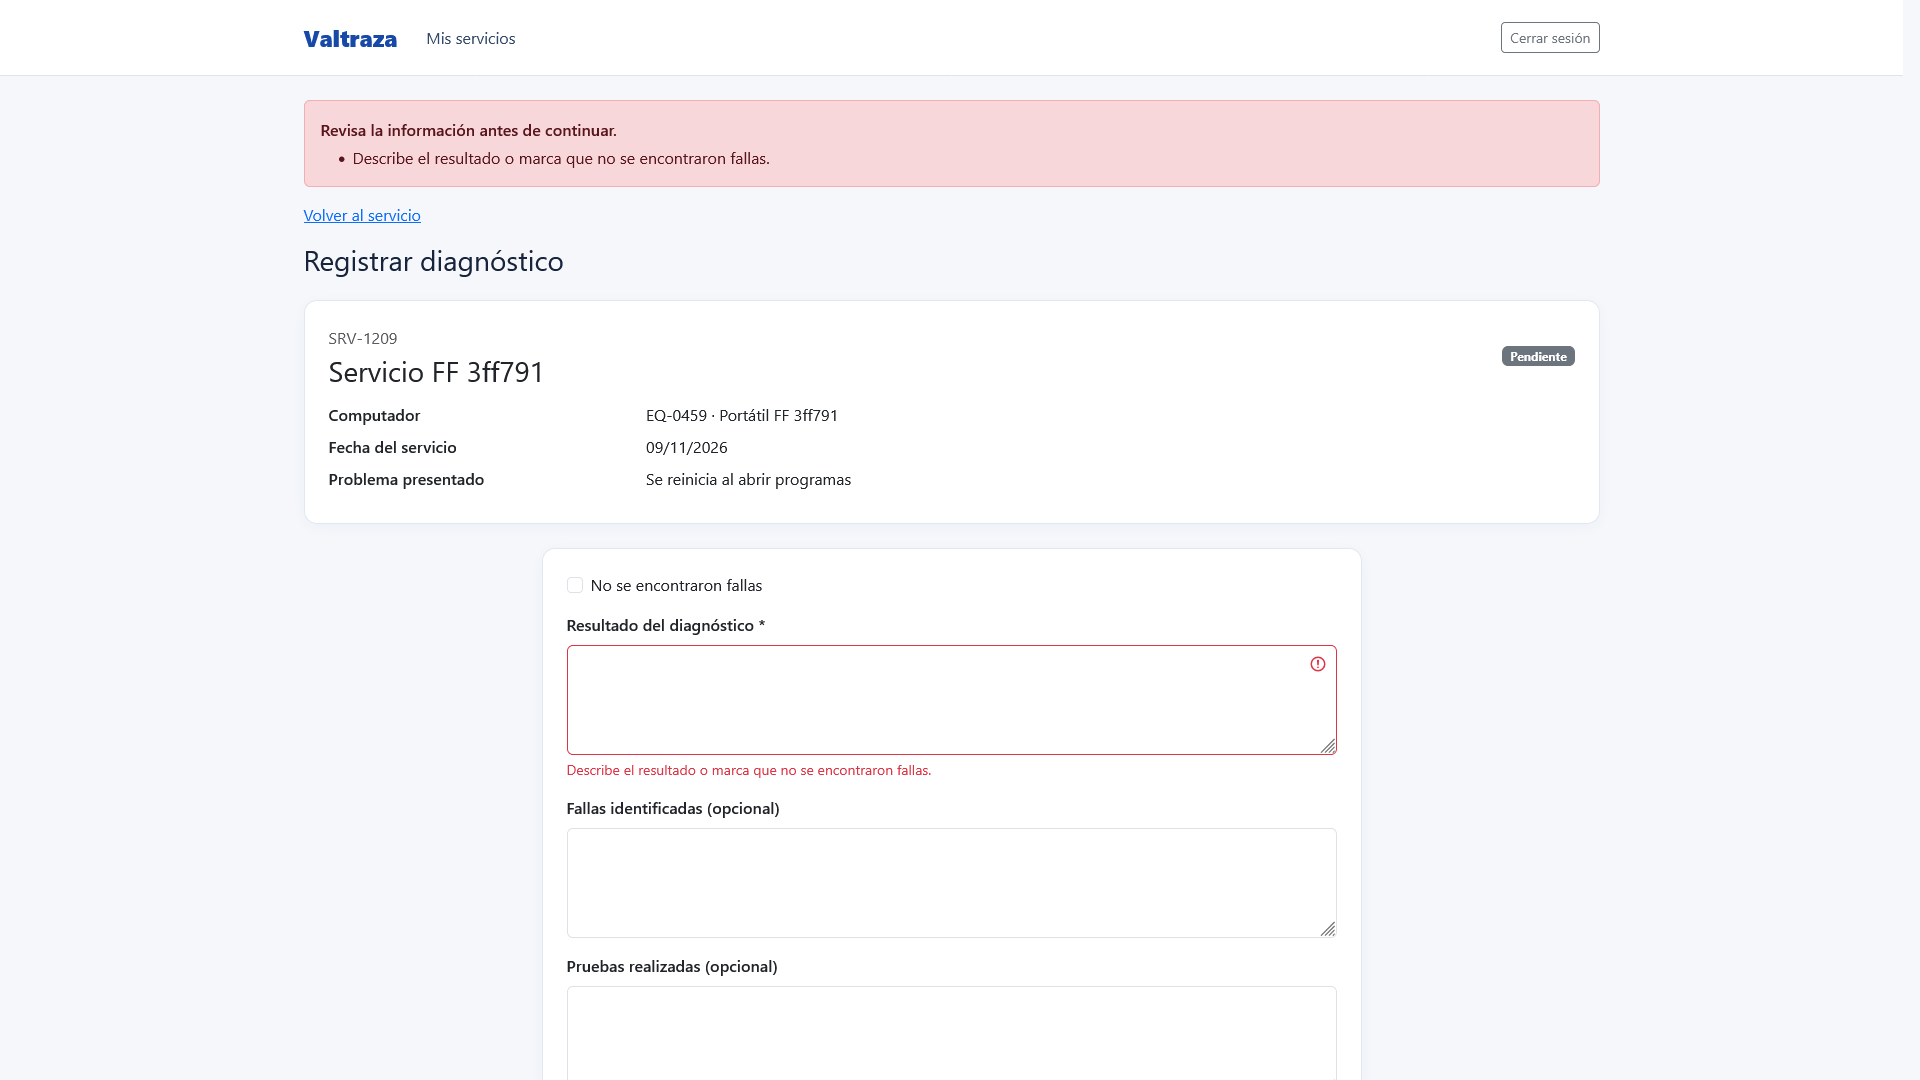 Valtraza
Mis servicios
Cerrar sesión
Revisa la información antes de continuar.
• Describe el resultado o marca que no se encontraron fallas.
Volver al servicio
Registrar diagnóstico
SRV-1209
Servicio FF 3ff791
Pendiente
Computador EQ-0459 · Portátil FF 3ff791
Fecha del servicio 09/11/2026
Problema presentado Se reinicia al abrir programas
No se encontraron fallas
Resultado del diagnóstico *
Describe el resultado o marca que no se encontraron fallas.
Fallas identificadas (opcional)
Pruebas realizadas (opcional)